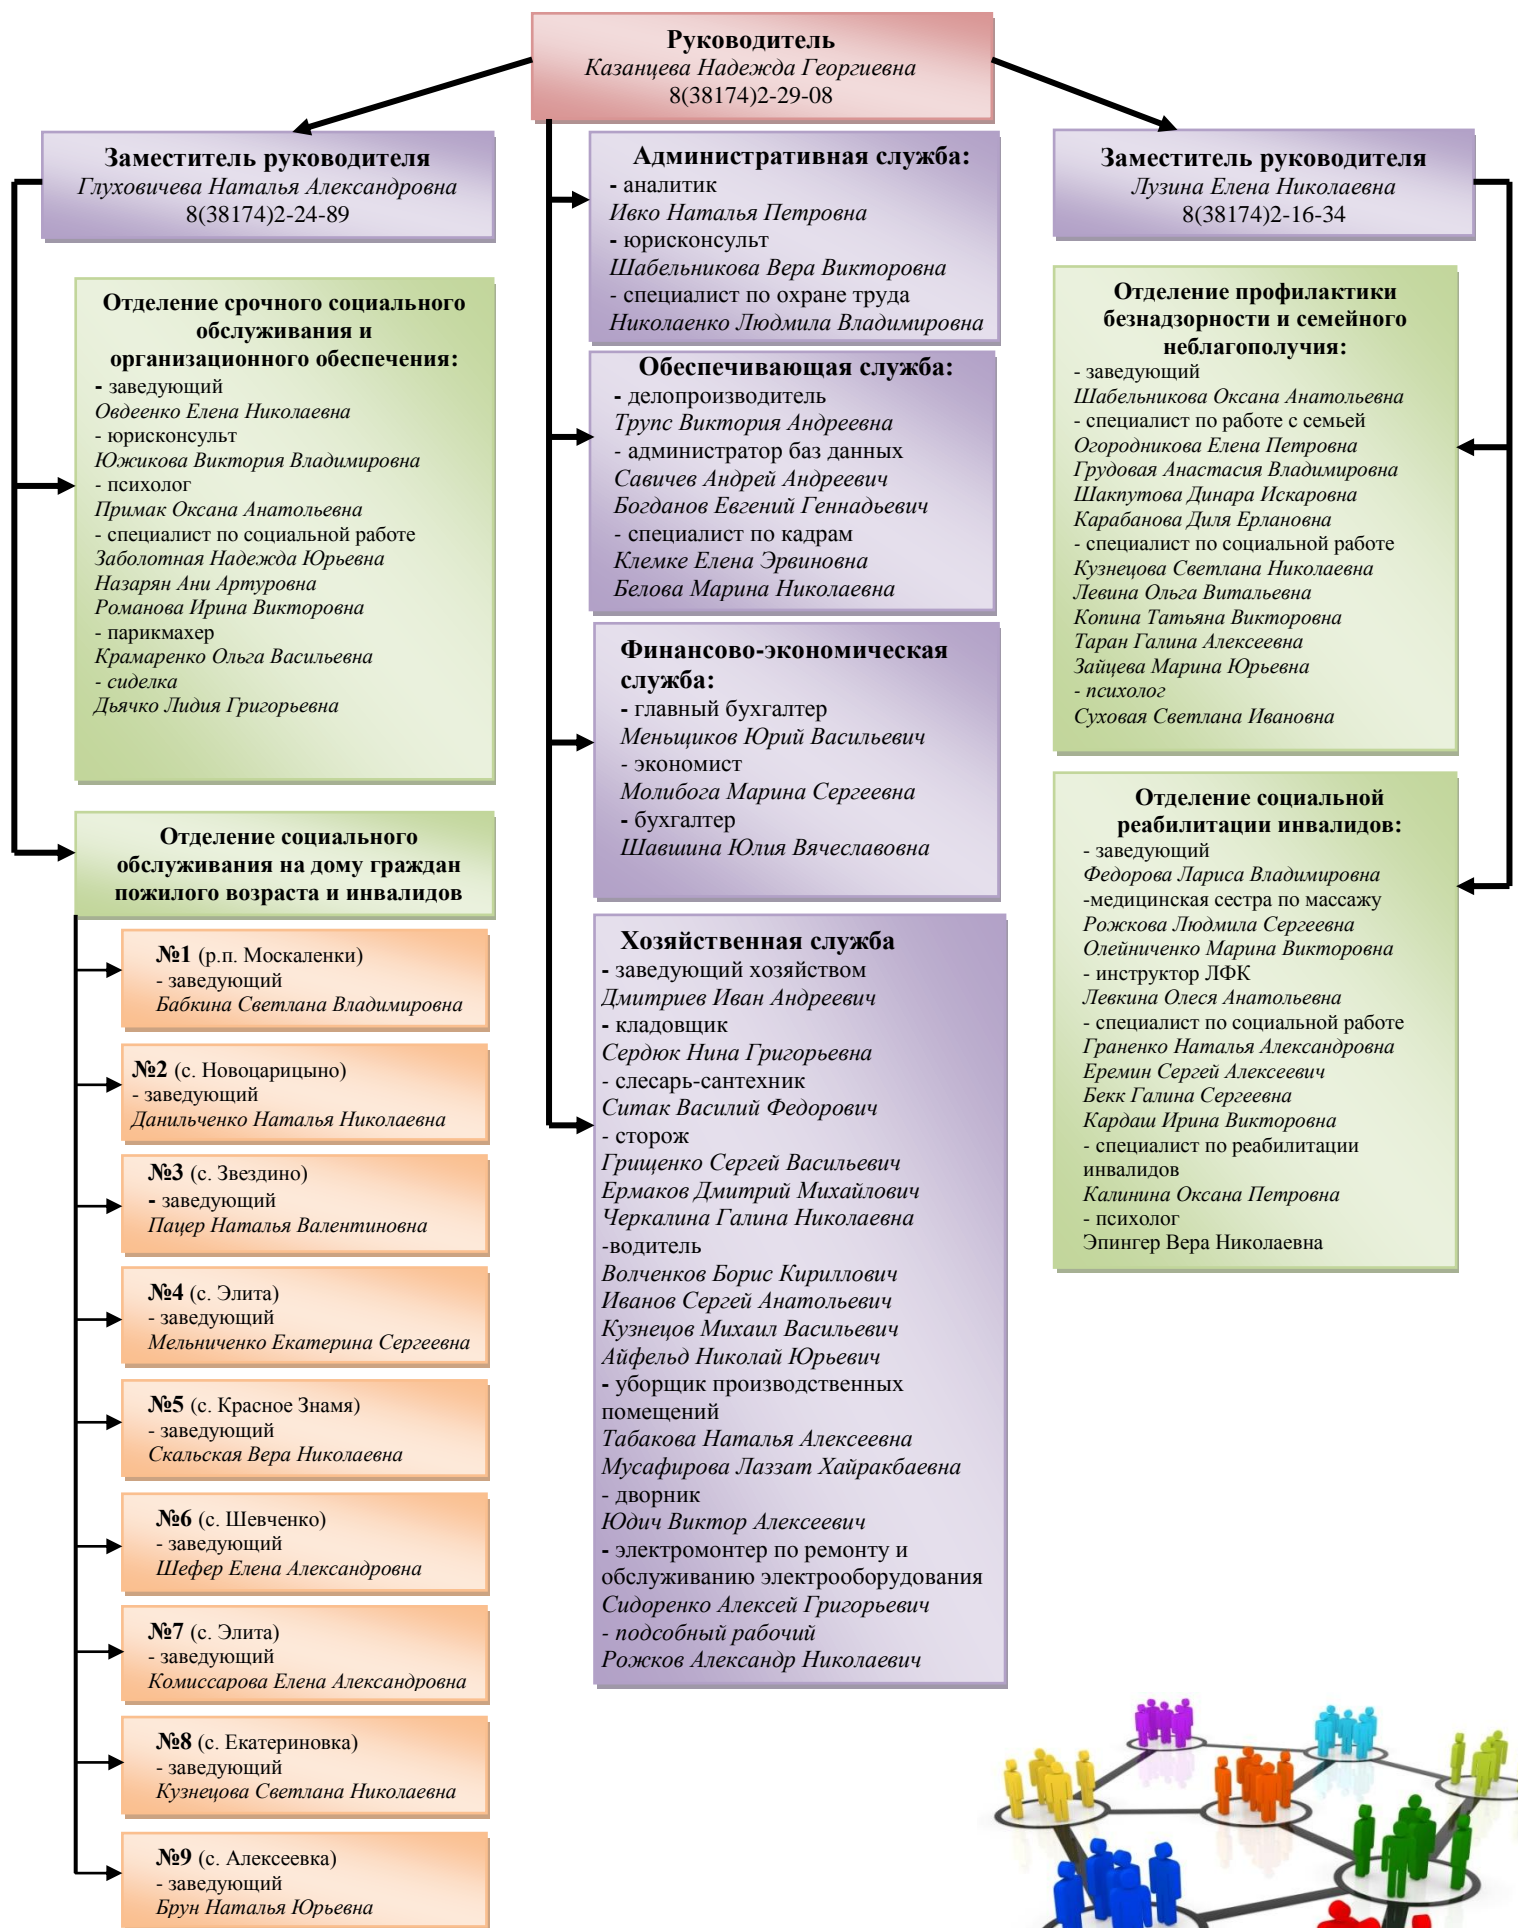 Руководитель
Казанцева Надежда Георгиевна
8(38174)2-29-08
Заместитель руководителя
Глуховичева Наталья Александровна
8(38174)2-24-89
Отделение срочного социального
обслуживания и
организационного обеспечения:
- заведующий
Овдеенко Елена Николаевна
- юрисконсульт
Южикова Виктория Владимировна
- психолог
Примак Оксана Анатольевна
- специалист по социальной работе
Заболотная Надежда Юрьевна
Назарян Ани Артуровна
Романова Ирина Викторовна
- парикмахер
Крамаренко Ольга Васильевна
- сиделка
Дьячко Лидия Григорьевна
Отделение социального
обслуживания на дому граждан
пожилого возраста и инвалидов
№1 (р.п. Москаленки)
- заведующий
Бабкина Светлана Владимировна
№2 (с. Новоцарицыно)
- заведующий
Данильченко Наталья Николаевна
№3 (с. Звездино)
- заведующий
Пацер Наталья Валентиновна
№4 (с. Элита)
- заведующий
Мельниченко Екатерина Сергеевна
№5 (с. Красное Знамя)
- заведующий
Скальская Вера Николаевна
№6 (с. Шевченко)
- заведующий
Шефер Елена Александровна
№7 (с. Элита)
- заведующий
Комиссарова Елена Александровна
№8 (с. Екатериновка)
- заведующий
Кузнецова Светлана Николаевна
№9 (с. Алексеевка)
- заведующий
Брун Наталья Юрьевна
Административная служба:
- аналитик
Ивко Наталья Петровна
- юрисконсульт
Шабельникова Вера Викторовна
- специалист по охране труда
Николаенко Людмила Владимировна
Обеспечивающая служба:
- делопроизводитель
Трупс Виктория Андреевна
- администратор баз данных
Савичев Андрей Андреевич
Богданов Евгений Геннадьевич
- специалист по кадрам
Клемке Елена Эрвиновна
Белова Марина Николаевна
Финансово-экономическая
служба:
- главный бухгалтер
Меньщиков Юрий Васильевич
- экономист
Молибога Марина Сергеевна
- бухгалтер
Шавшина Юлия Вячеславовна
Хозяйственная служба
- заведующий хозяйством
Дмитриев Иван Андреевич
- кладовщик
Сердюк Нина Григорьевна
- слесарь-сантехник
Ситак Василий Федорович
- сторож
Грищенко Сергей Васильевич
Ермаков Дмитрий Михайлович
Черкалина Галина Николаевна
-водитель
Волченков Борис Кириллович
Иванов Сергей Анатольевич
Кузнецов Михаил Васильевич
Айфельд Николай Юрьевич
- уборщик производственных
помещений
Табакова Наталья Алексеевна
Мусафирова Лаззат Хайракбаевна
- дворник
Юдич Виктор Алексеевич
- электромонтер по ремонту и
обслуживанию электрооборудования
Сидоренко Алексей Григорьевич
- подсобный рабочий
Рожков Александр Николаевич
Заместитель руководителя
Лузина Елена Николаевна
8(38174)2-16-34
Отделение профилактики
безнадзорности и семейного
неблагополучия:
- заведующий
Шабельникова Оксана Анатольевна
- специалист по работе с семьей
Огородникова Елена Петровна
Грудовая Анастасия Владимировна
Шакпутова Динара Искаровна
Карабанова Диля Ерлановна
- специалист по социальной работе
Кузнецова Светлана Николаевна
Левина Ольга Витальевна
Копина Татьяна Викторовна
Таран Галина Алексеевна
Зайцева Марина Юрьевна
- психолог
Суховая Светлана Ивановна
Отделение социальной
реабилитации инвалидов:
- заведующий
Федорова Лариса Владимировна
-медицинская сестра по массажу
Рожкова Людмила Сергеевна
Олейниченко Марина Викторовна
- инструктор ЛФК
Левкина Олеся Анатольевна
- специалист по социальной работе
Граненко Наталья Александровна
Еремин Сергей Алексеевич
Бекк Галина Сергеевна
Кардаш Ирина Викторовна
- специалист по реабилитации
инвалидов
Калинина Оксана Петровна
- психолог
Эпингер Вера Николаевна